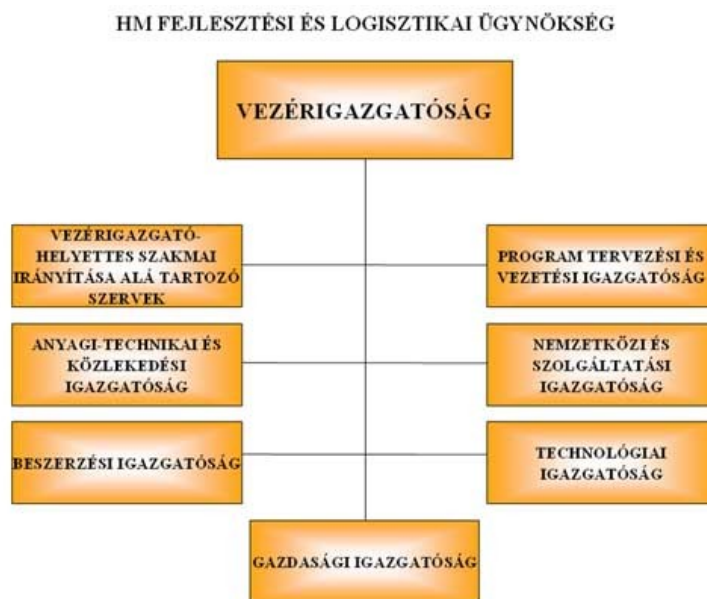 HM FEJLESZTÉSI ÉS LOGISZTIKAI ÜGYNÖKSÉG
VEZÉRIGAZGATÓSÁG
VEZÉRIGAZGATÓ-
HELYETTES SZAKMAI
IRÁNYÍTÁSA ALÁ TARTOZÓ
SZERVEK
PROGRAM TERVEZÉSI ÉS
VEZETÉSI IGAZGATÓSÁG
ANYAGI-TECHNIKAI ÉS
KÖZLEKEDÉSI
IGAZGATÓSÁG
NEMZETKÖZI ÉS
SZOLGÁLTATÁSI
IGAZGATÓSÁG
BESZERZÉSI IGAZGATÓSÁG
TECHNOLÓGIAI
IGAZGATÓSÁG
GAZDASÁGI IGAZGATÓSÁG